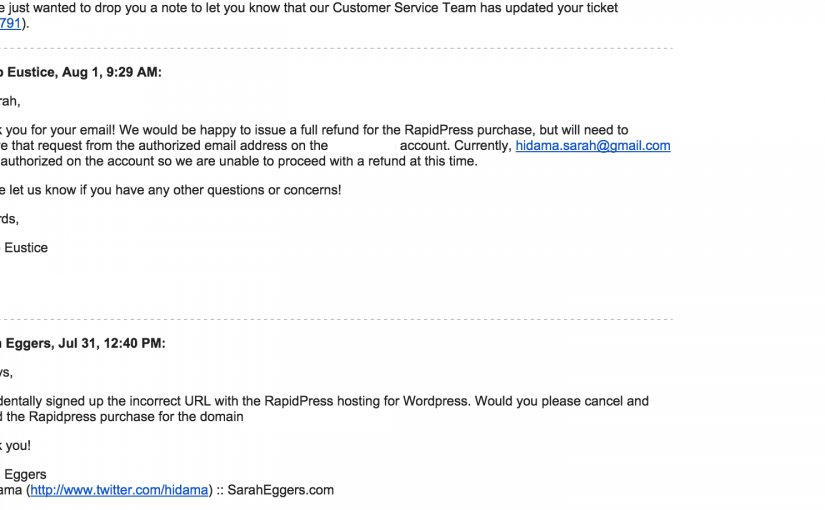 e just wanted to drop you a note to let you know that our Customer Service Team has updated your ticket
791).
Eustice, Aug 1, 9:29 AM:
rah,
k you for your email! We would be happy to issue a full refund for the RapidPress purchase, but will need to
e that request from the authorized email address on the account. Currently, hidama.sarah@gmail.com
authorized on the account so we are unable to proceed with a refund at this time.
e let us know if you have any other questions or concerns!
rds,
Eustice
Eggers, Jul 31, 12:40 PM:
ys,
dentally signed up the incorrect URL with the RapidPress hosting for Wordpress. Would you please cancel and
d the Rapidpress purchase for the domain
k you!
Eggers
ama (http://www.twitter.com/hidama) :: SarahEggers.com